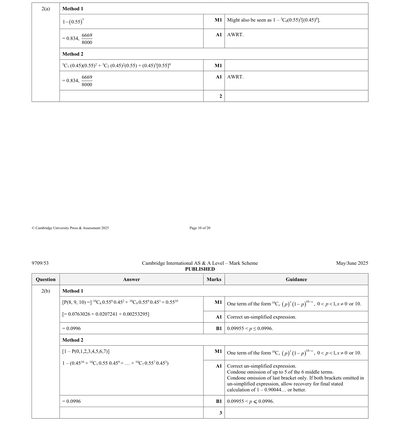 2(a) Method 1
1 – (0.55)³ M1 Might also be seen as 1 – ³C₀(0.55)³[(0.45)⁰].
= 0.834, 6669/8000 A1 AWRT.
Method 2
³C₁ (0.45)(0.55)² + ³C₂ (0.45)²(0.55) + (0.45)³[0.55]⁰ M1
= 0.834, 6669/8000 A1 AWRT.
2
© Cambridge University Press & Assessment 2025 Page 10 of 20
9709/53 Cambridge International AS & A Level – Mark Scheme May/June 2025
PUBLISHED
Question Answer Marks Guidance
2(b) Method 1
[P(8, 9, 10) =] ¹⁰C₈ 0.55⁸ 0.45² + ¹⁰C₉ 0.55⁹ 0.45¹ + 0.55¹⁰ M1 One term of the form ¹⁰Cₓ (p)ˣ(1–p)¹⁰⁻ˣ, 0 < p < 1, x ≠ 0 or 10.
[= 0.0763026 + 0.0207241 + 0.00253295] A1 Correct un-simplified expression.
= 0.0996 B1 0.09955 < p ⩽ 0.0996.
Method 2
[1 – P(0,1,2,3,4,5,6,7)] M1 One term of the form ¹⁰Cₓ (p)ˣ(1–p)¹⁰⁻ˣ, 0 < p < 1, x ≠ 0 or 10.
1 – (0.45¹⁰ + ¹⁰C₁ 0.55 0.45⁹ + … + ¹⁰C₇ 0.55⁷ 0.45³) A1 Correct un-simplified expression.
Condone omission of up to 5 of the 6 middle terms.
Condone omission of last bracket only. If both brackets omitted in
un-simplified expression, allow recovery for final stated
calculation of 1 – 0.90044… or better.
= 0.0996 B1 0.09955 < p ⩽ 0.0996.
3